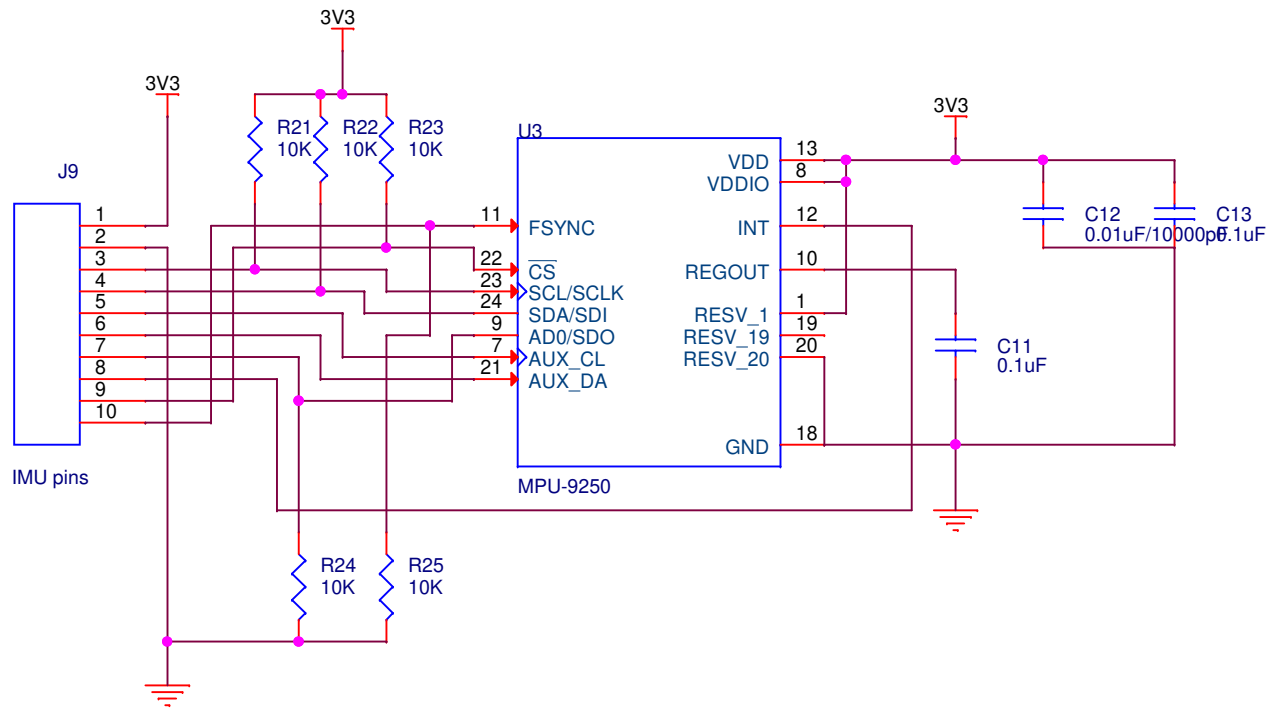 3V3
3V3
R21
10K
R22
10K
R23
10K
J9
1
2
3
4
5
6
7
8
9
10
IMU pins
U3
11
FSYNC
22
CS
23
SCL/SCLK
24
SDA/SDI
9
AD0/SDO
7
AUX_CL
21
AUX_DA
VDD
13
VDDIO
8
INT
12
REGOUT
10
RESV_1
1
RESV_19
19
RESV_20
20
GND
18
MPU-9250
3V3
C12
0.01uF/10000pF
C13
0.1uF
C11
0.1uF
R24
10K
R25
10K